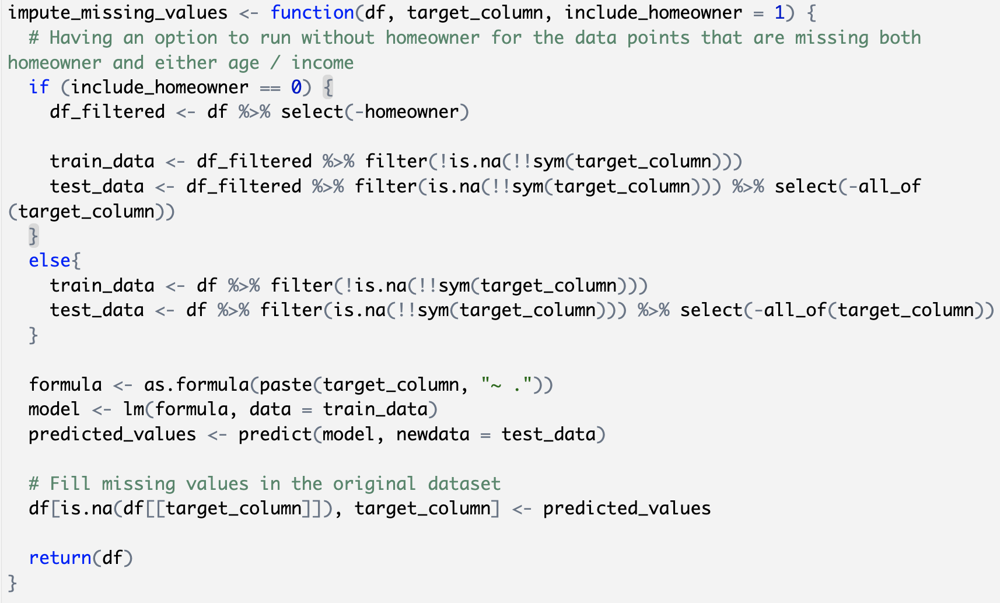 impute_missing_values <- function(df, target_column, include_homeowner = 1) {
  # Having an option to run without homeowner for the data points that are missing both
homeowner and either age / income
  if (include_homeowner == 0) {
    df_filtered <- df %>% select(-homeowner)

    train_data <- df_filtered %>% filter(!is.na(!!sym(target_column)))
    test_data <- df_filtered %>% filter(is.na(!!sym(target_column))) %>% select(-all_of
(target_column))
  }
  else{
    train_data <- df %>% filter(!is.na(!!sym(target_column)))
    test_data <- df %>% filter(is.na(!!sym(target_column))) %>% select(-all_of(target_column))
  }

  formula <- as.formula(paste(target_column, "~ ."))
  model <- lm(formula, data = train_data)
  predicted_values <- predict(model, newdata = test_data)

  # Fill missing values in the original dataset
  df[is.na(df[[target_column]]), target_column] <- predicted_values

  return(df)
}